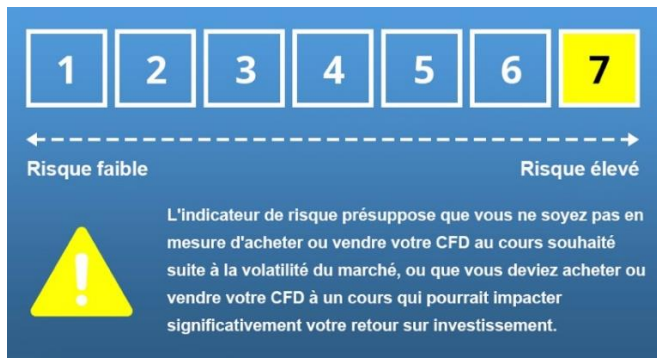 1 2 3 4 5 6 7
Risque faible Risque élevé
L'indicateur de risque présuppose que vous ne soyez pas en
mesure d'acheter ou vendre votre CFD au cours souhaité
suite à la volatilité du marché, ou que vous deviez acheter ou
vendre votre CFD à un cours qui pourrait impacter
significativement votre retour sur investissement.